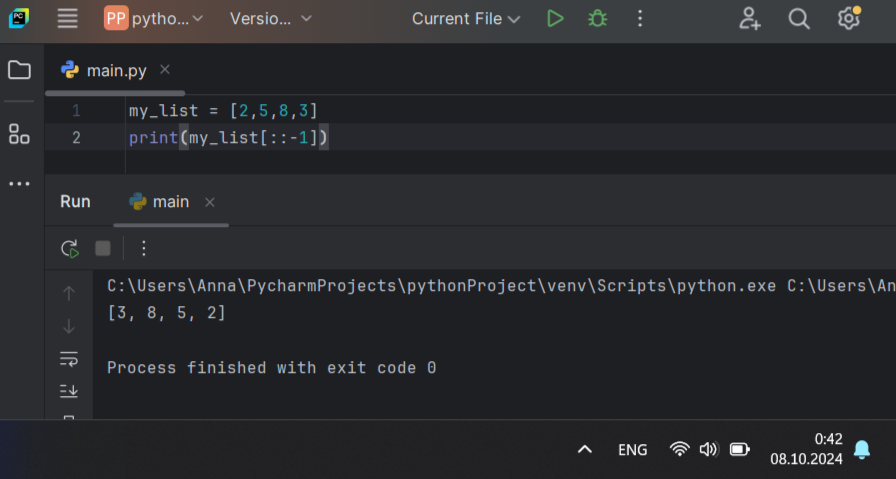 PC
PP pytho...
Versio...
Current File
main.py
1 my_list = [2,5,8,3]
2 print(my_list[::-1])
Run
main
C:\Users\Anna\PycharmProjects\pythonProject\venv\Scripts\python.exe C:\Users\An
[3, 8, 5, 2]
Process finished with exit code 0
ENG
0:42
08.10.2024